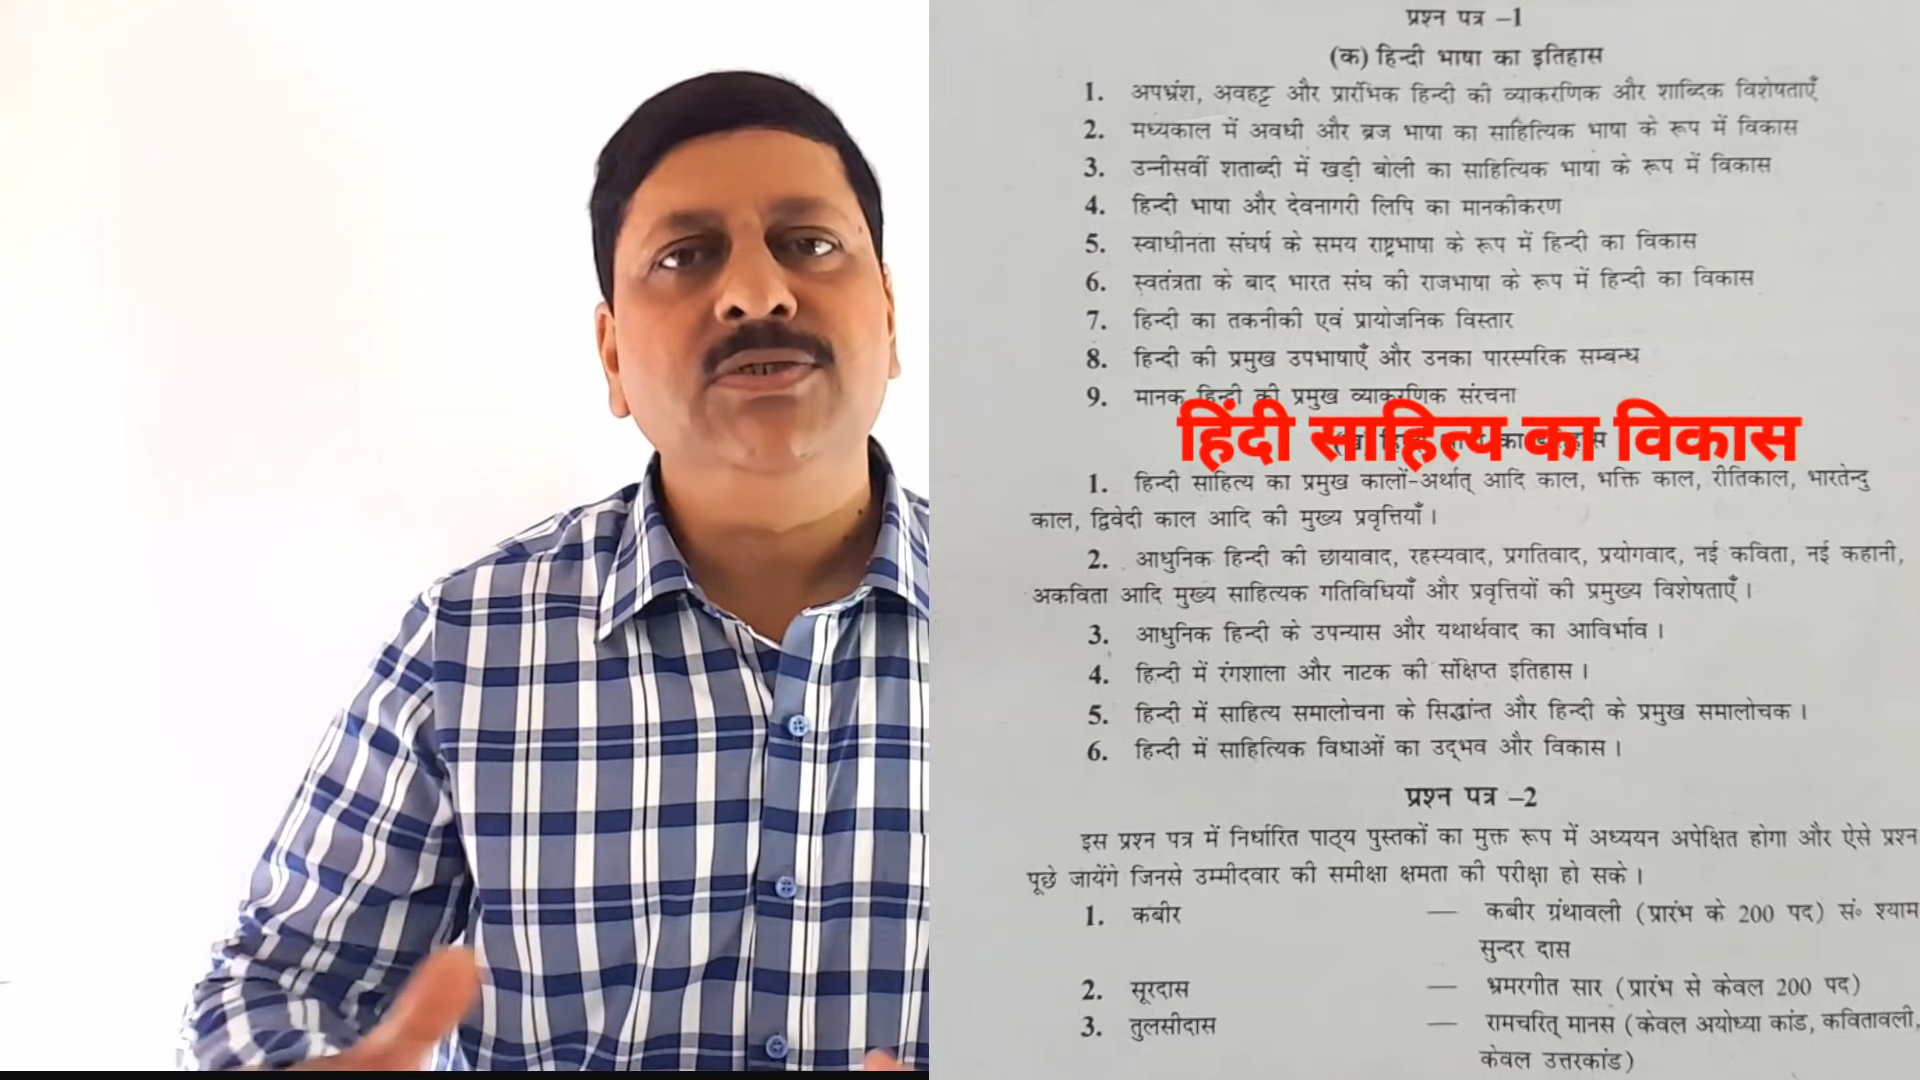 प्रश्न पत्र –1
(क) हिन्दी भाषा का इतिहास
1. अपभ्रंश, अवहट्ट और प्रारंभिक हिन्दी की व्याकरणिक और शाब्दिक विशेषताएँ
2. मध्यकाल में अवधी और ब्रज भाषा का साहित्यिक भाषा के रूप में विकास
3. उन्नीसवीं शताब्दी में खड़ी बोली का साहित्यिक भाषा के रूप में विकास
4. हिन्दी भाषा और देवनागरी लिपि का मानकीकरण
5. स्वाधीनता संघर्ष के समय राष्ट्रभाषा के रूप में हिन्दी का विकास
6. स्वतंत्रता के बाद भारत संघ की राजभाषा के रूप में हिन्दी का विकास
7. हिन्दी का तकनीकी एवं प्रायोजनिक विस्तार
8. हिन्दी की प्रमुख उपभाषाएँ और उनका पारस्परिक सम्बन्ध
9. मानक हिन्दी की प्रमुख व्याकरणिक संरचना
हिंदी साहित्य का विकास
1. हिन्दी साहित्य का प्रमुख कालों-अर्थात् आदि काल, भक्ति काल, रीतिकाल, भारतेन्दु
काल, द्विवेदी काल आदि की मुख्य प्रवृत्तियाँ ।
2. आधुनिक हिन्दी की छायावाद, रहस्यवाद, प्रगतिवाद, प्रयोगवाद, नई कविता, नई कहानी,
अकविता आदि मुख्य साहित्यक गतिविधियाँ और प्रवृत्तियों की प्रमुख्य विशेषताएँ ।
3. आधुनिक हिन्दी के उपन्यास और यथार्थवाद का आविर्भाव ।
4. हिन्दी में रंगशाला और नाटक की संक्षिप्त इतिहास ।
5. हिन्दी में साहित्य समालोचना के सिद्धांन्त और हिन्दी के प्रमुख समालोचक ।
6. हिन्दी में साहित्यिक विधाओं का उद्भव और विकास ।
प्रश्न पत्र –2
इस प्रश्न पत्र में निर्धारित पाठ्य पुस्तकों का मुक्त रूप में अध्ययन अपेक्षित होगा और ऐसे प्रश्न
पूछे जायेंगे जिनसे उम्मीदवार की समीक्षा क्षमता की परीक्षा हो सके ।
1. कबीर — कबीर ग्रंथावली (प्रारंभ के 200 पद) सं॰ श्याम
सुन्दर दास
2. सूरदास — भ्रमरगीत सार (प्रारंभ से केवल 200 पद)
3. तुलसीदास — रामचरित् मानस (केवल अयोध्या कांड, कवितावली,
केवल उत्तरकांड)